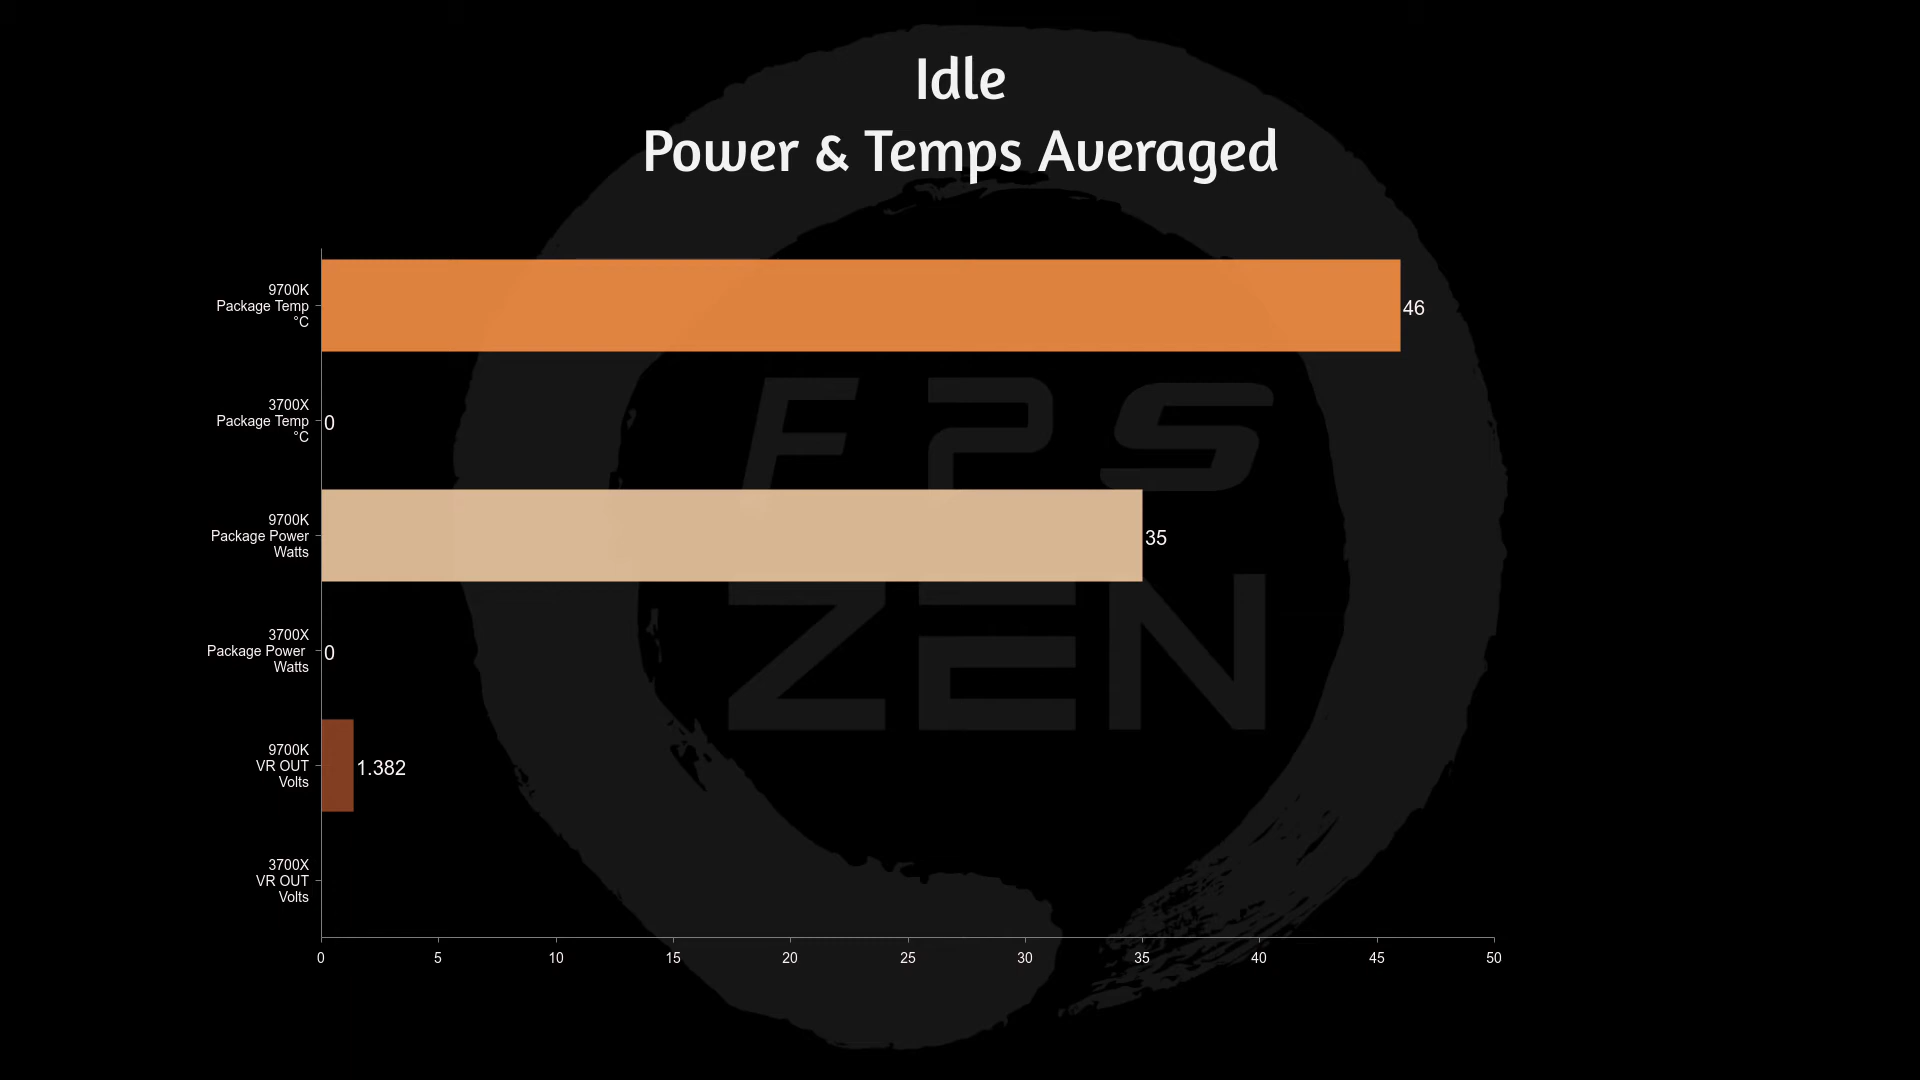 Idle
Power & Temps Averaged
9700K
Package Temp
°C
46
3700X
Package Temp
°C
0
9700K
Package Power
Watts
35
3700X
Package Power
Watts
0
9700K
VR OUT
Volts
1.382
3700X
VR OUT
Volts
0 5 10 15 20 25 30 35 40 45 50
FPS
ZEN